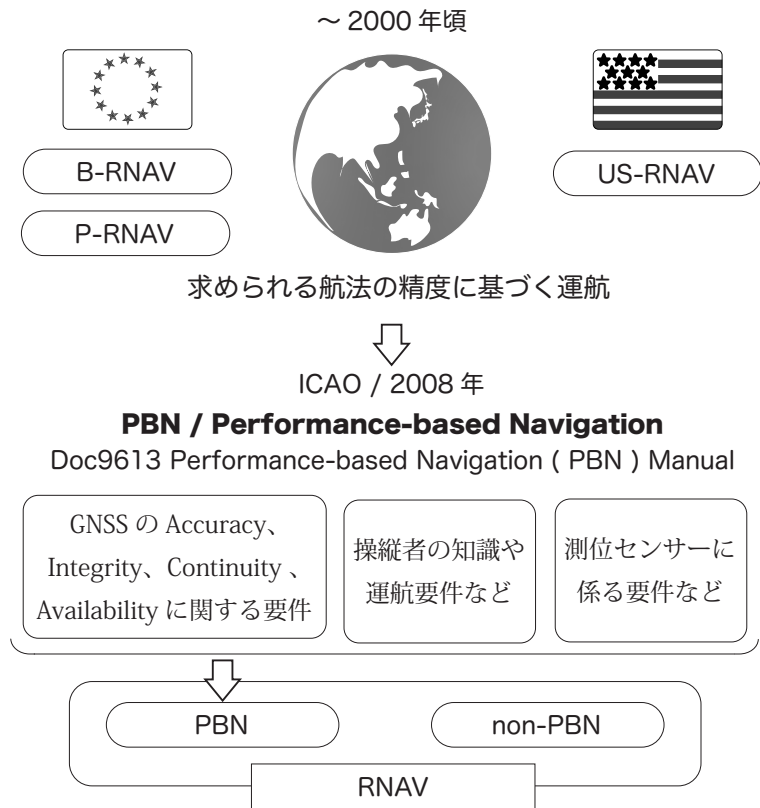 ～ 2000 年頃
B-RNAV
US-RNAV
P-RNAV
求められる航法の精度に基づく運航
ICAO / 2008 年
PBN / Performance-based Navigation
Doc9613 Performance-based Navigation ( PBN ) Manual
GNSS の Accuracy、
Integrity、Continuity 、
Availability に関する要件
操縦者の知識や
運航要件など
測位センサーに
係る要件など
PBN
non-PBN
RNAV